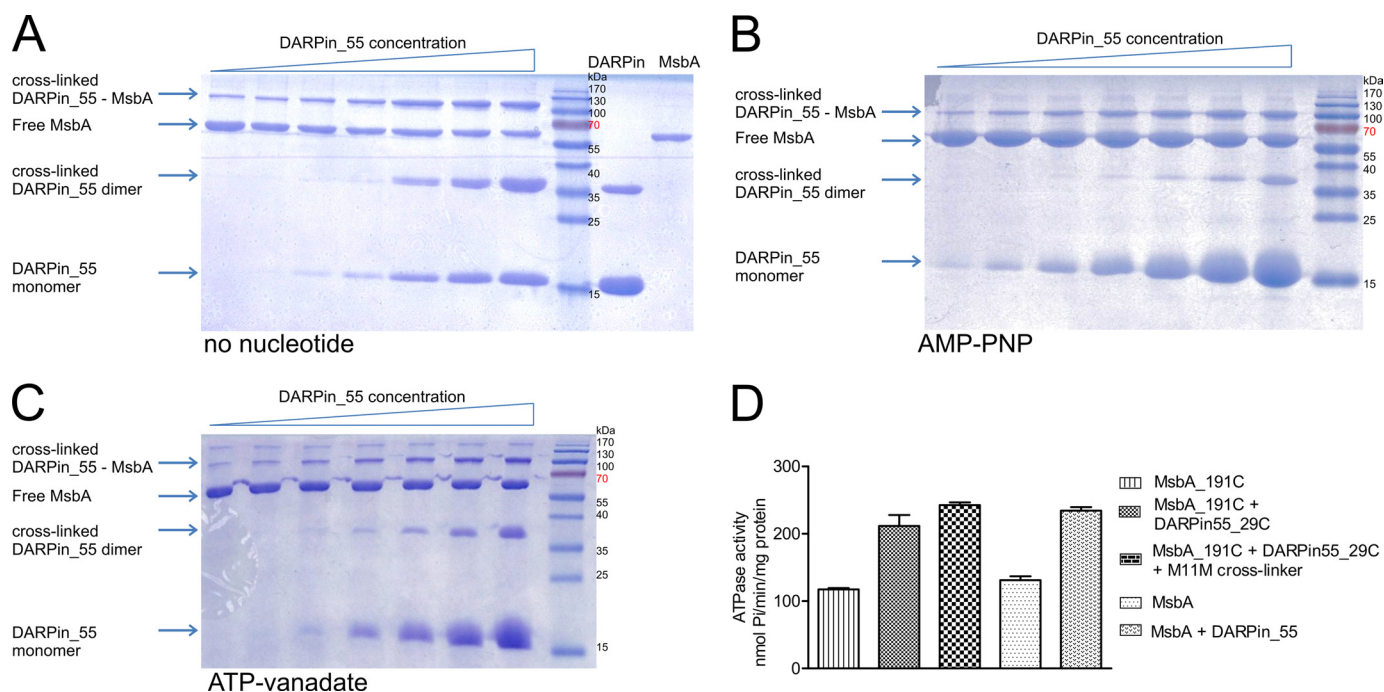 A
DARPin_55 concentration
cross-linked
DARPin_55 - MsbA
Free MsbA
cross-linked
DARPin_55 dimer
DARPin_55
monomer
DARPin
MsbA
kDa
170
130
100
70
55
40
35
25
15
no nucleotide
B
DARPin_55 concentration
cross-linked
DARPin_55 - MsbA
Free MsbA
cross-linked
DARPin_55 dimer
DARPin_55
monomer
kDa
170
130
100
70
55
40
35
25
15
AMP-PNP
C
DARPin_55 concentration
cross-linked
DARPin_55 - MsbA
Free MsbA
cross-linked
DARPin_55 dimer
DARPin_55
monomer
kDa
170
130
100
70
55
40
35
25
15
ATP-vanadate
D
ATPase activity
nmol Pi/min/mg protein
300
200
100
0
MsbA_191C
MsbA_191C +
DARPin55_29C
MsbA_191C + DARPin55_29C
+ M11M cross-linker
MsbA
MsbA + DARPin_55